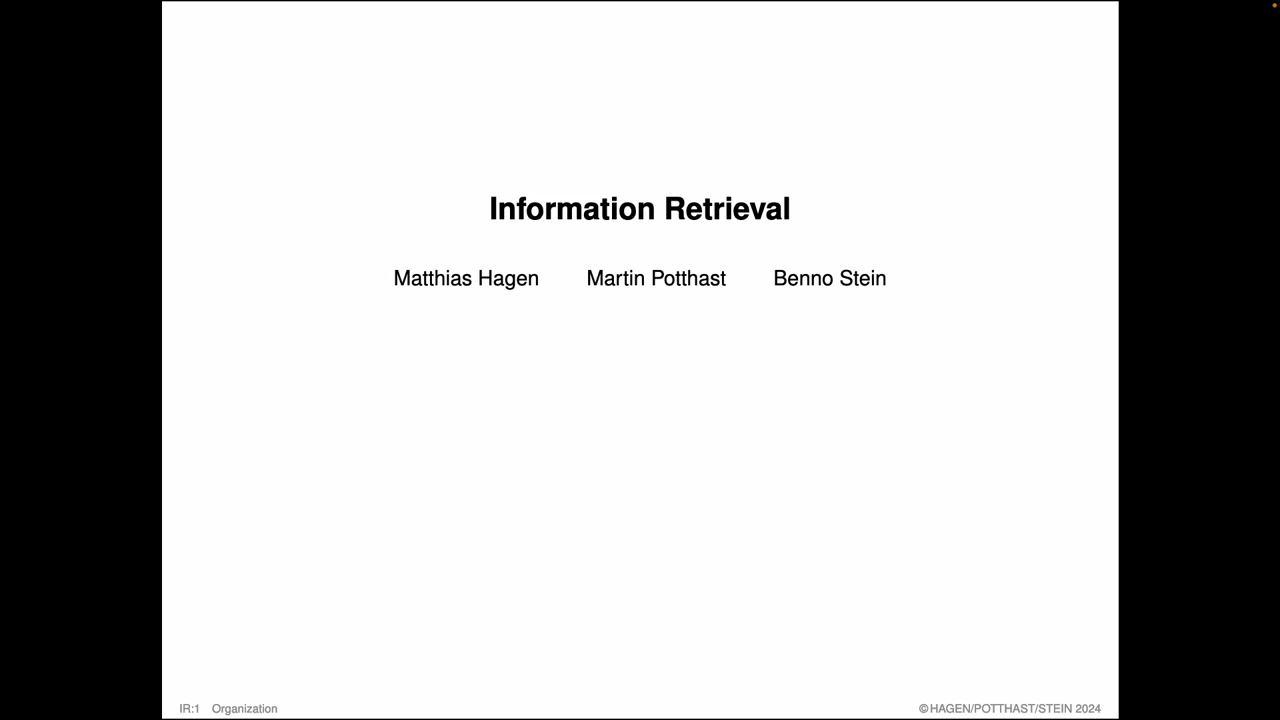 Information Retrieval
Matthias Hagen Martin Potthast Benno Stein
IR:1 Organization ©HAGEN/POTTHAST/STEIN 2024